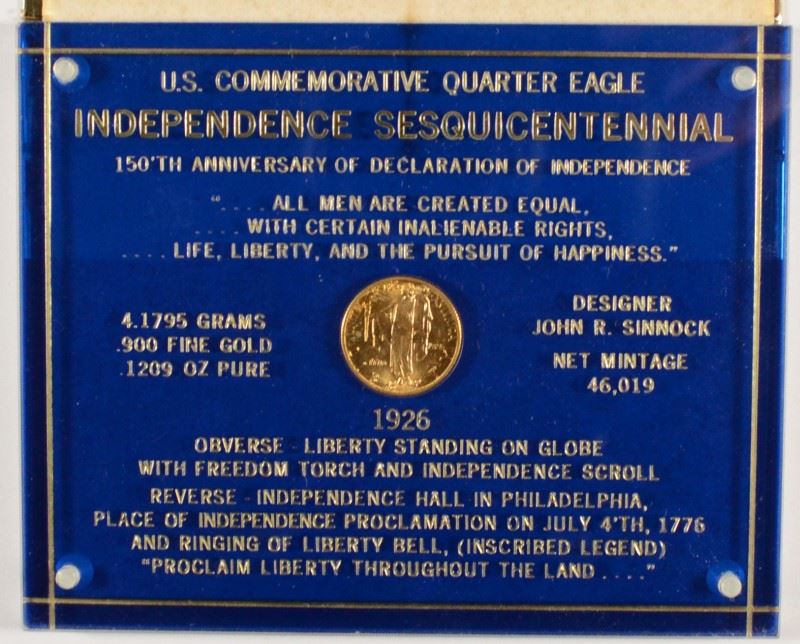 U.S. COMMEMORATIVE QUARTER EAGLE
INDEPENDENCE SESQUICENTENNIAL
150'TH ANNIVERSARY OF DECLARATION OF INDEPENDENCE
"....ALL MEN ARE CREATED EQUAL,
....WITH CERTAIN INALIENABLE RIGHTS,
....LIFE, LIBERTY, AND THE PURSUIT OF HAPPINESS."
4.1795 GRAMS
.900 FINE GOLD
.1209 OZ PURE
DESIGNER
JOHN R. SINNOCK
NET MINTAGE
46,019
1926
OBVERSE - LIBERTY STANDING ON GLOBE
WITH FREEDOM TORCH AND INDEPENDENCE SCROLL
REVERSE - INDEPENDENCE HALL IN PHILADELPHIA,
PLACE OF INDEPENDENCE PROCLAMATION ON JULY 4'TH, 1776
AND RINGING OF LIBERTY BELL, (INSCRIBED LEGEND)
"PROCLAIM LIBERTY THROUGHOUT THE LAND ...."